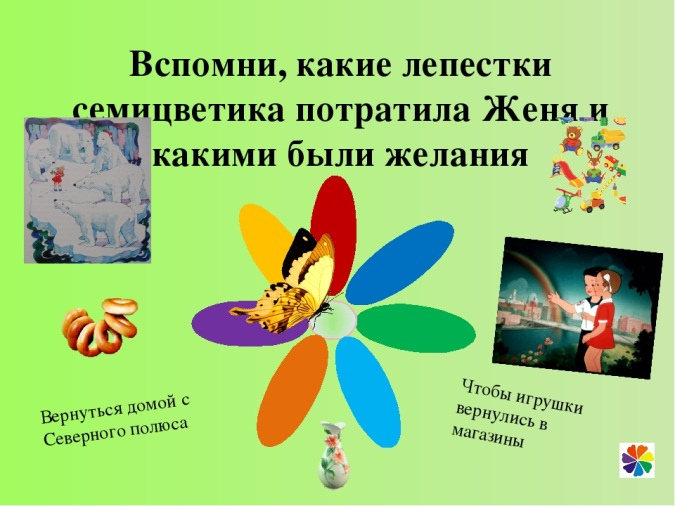 Вспомни, какие лепестки
семицветика потратила Женя и
какими были желания
Вернуться домой с
Северного полюса
Чтобы игрушки
вернулись в
магазины